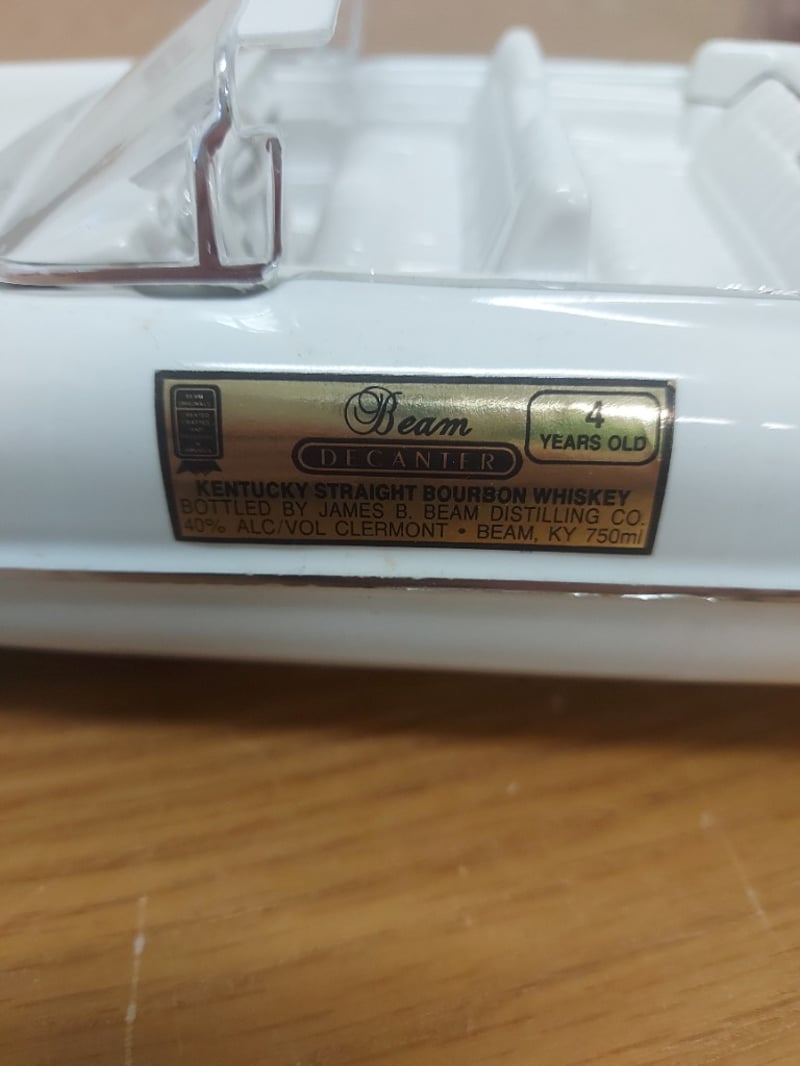 Beam
DECANTER
4
YEARS OLD
KENTUCKY STRAIGHT BOURBON WHISKEY
BOTTLED BY JAMES B. BEAM DISTILLING CO.
40% ALC/VOL CLERMONT • BEAM, KY 750ml